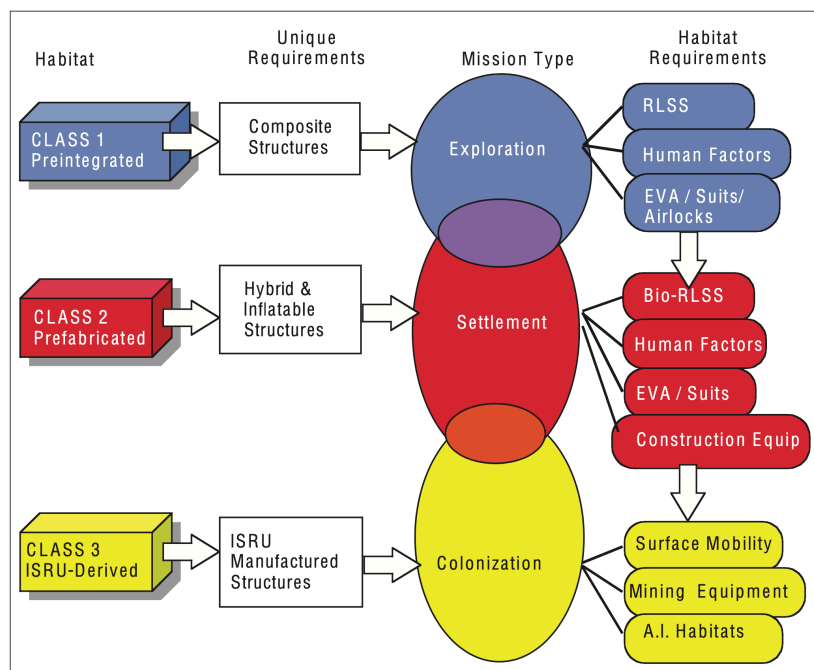 Habitat
Unique
Requirements
Mission Type
Habitat
Requirements
CLASS 1
Preintegrated
Composite
Structures
Exploration
RLSS
Human Factors
EVA / Suits/
Airlocks
CLASS 2
Prefabricated
Hybrid &
Inflatable
Structures
Settlement
Bio-RLSS
Human Factors
EVA / Suits
Construction Equip
CLASS 3
ISRU-Derived
ISRU
Manufactured
Structures
Colonization
Surface Mobility
Mining Equipment
A.I. Habitats